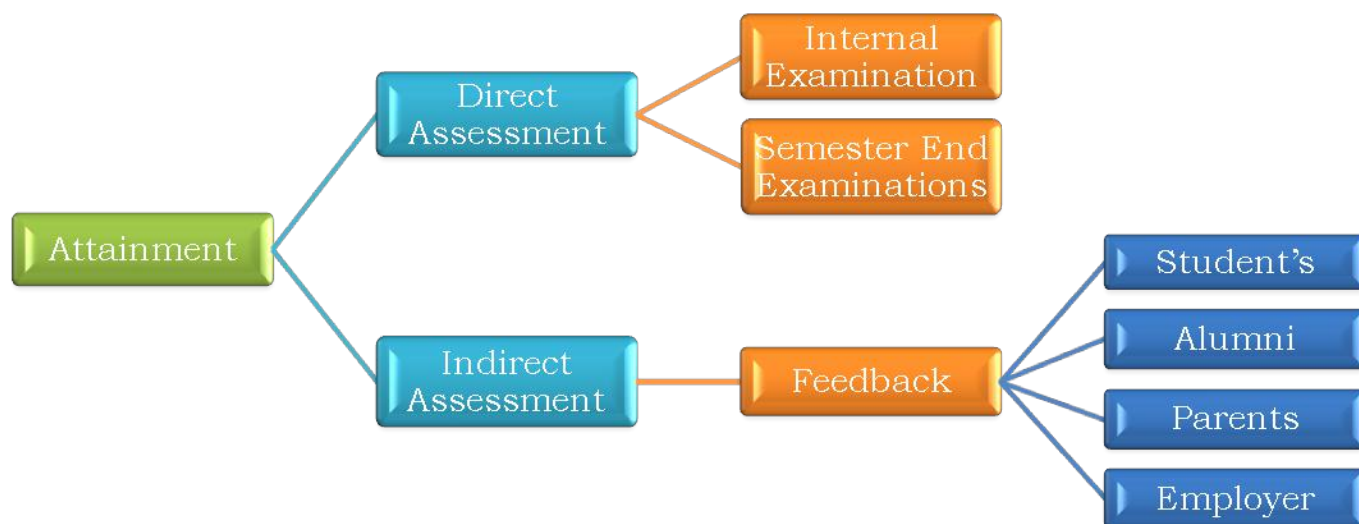 Internal
Examination
Direct
Assessment
Semester End
Examinations
Attainment
Student's
Alumni
Indirect
Assessment
Feedback
Parents
Employer